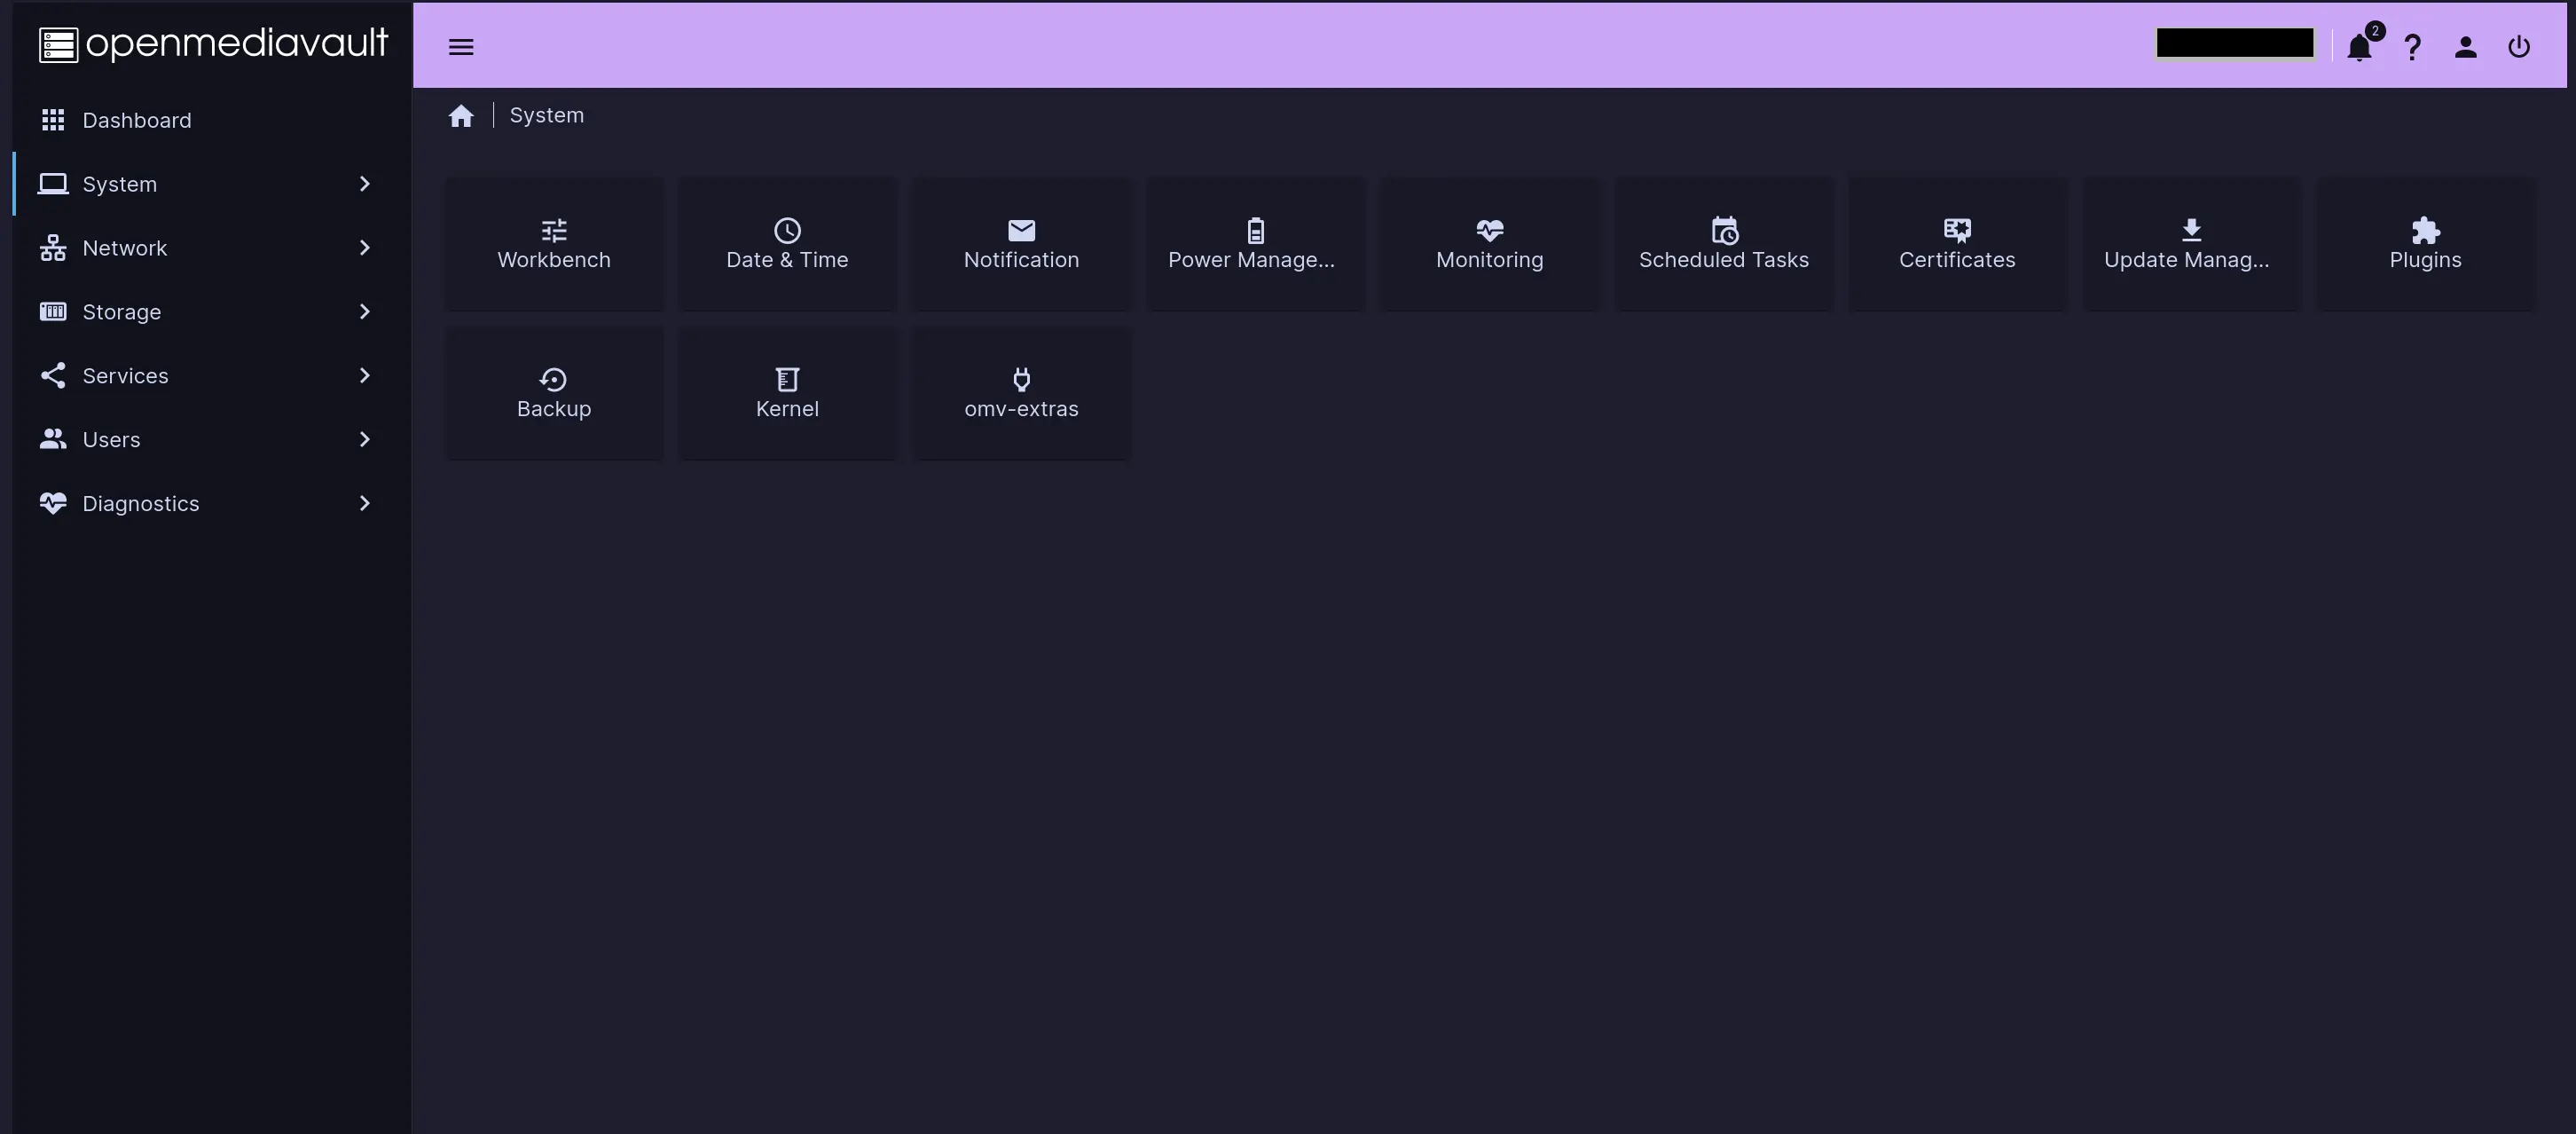 openmediavault
2
?
Dashboard
System
Network
Storage
Services
Users
Diagnostics
System
Workbench
Date & Time
Notification
Power Manage...
Monitoring
Scheduled Tasks
Certificates
Update Manag...
Plugins
Backup
Kernel
omv-extras